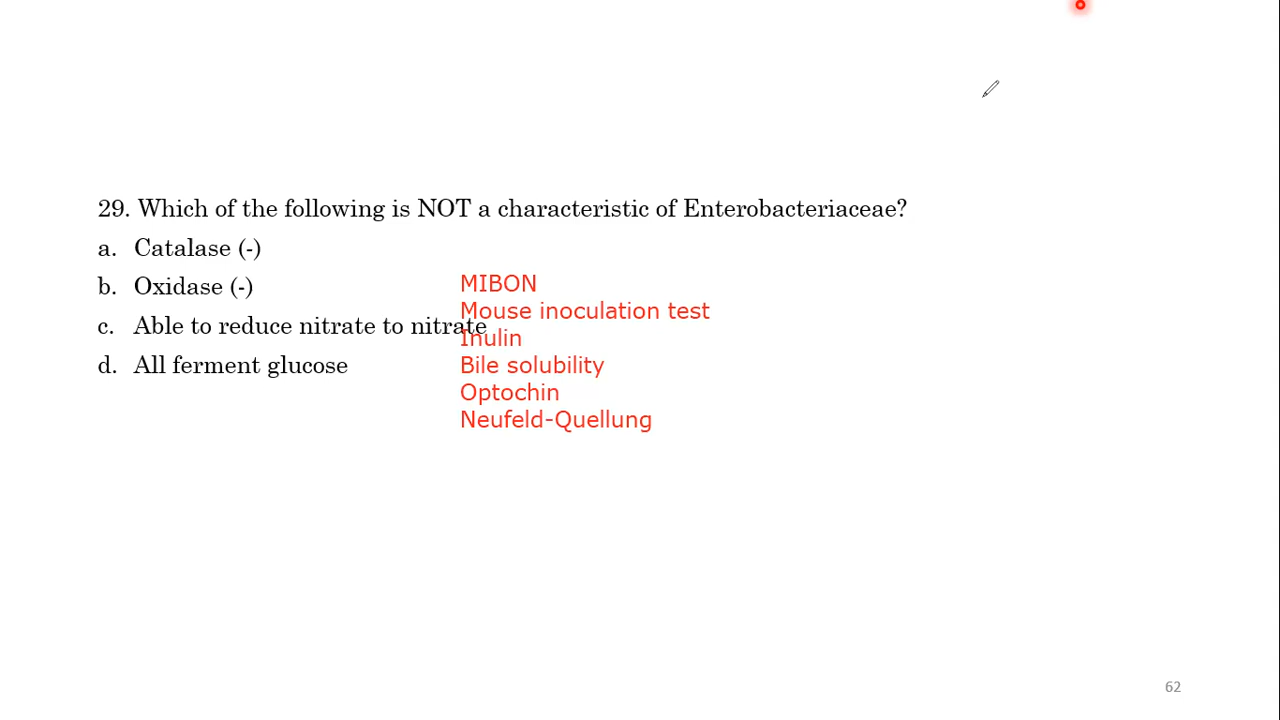 29. Which of the following is NOT a characteristic of Enterobacteriaceae?
a. Catalase (-)
b. Oxidase (-)
c. Able to reduce nitrate to nitrate
d. All ferment glucose
MIBON
Mouse inoculation test
Inulin
Bile solubility
Optochin
Neufeld-Quellung
62